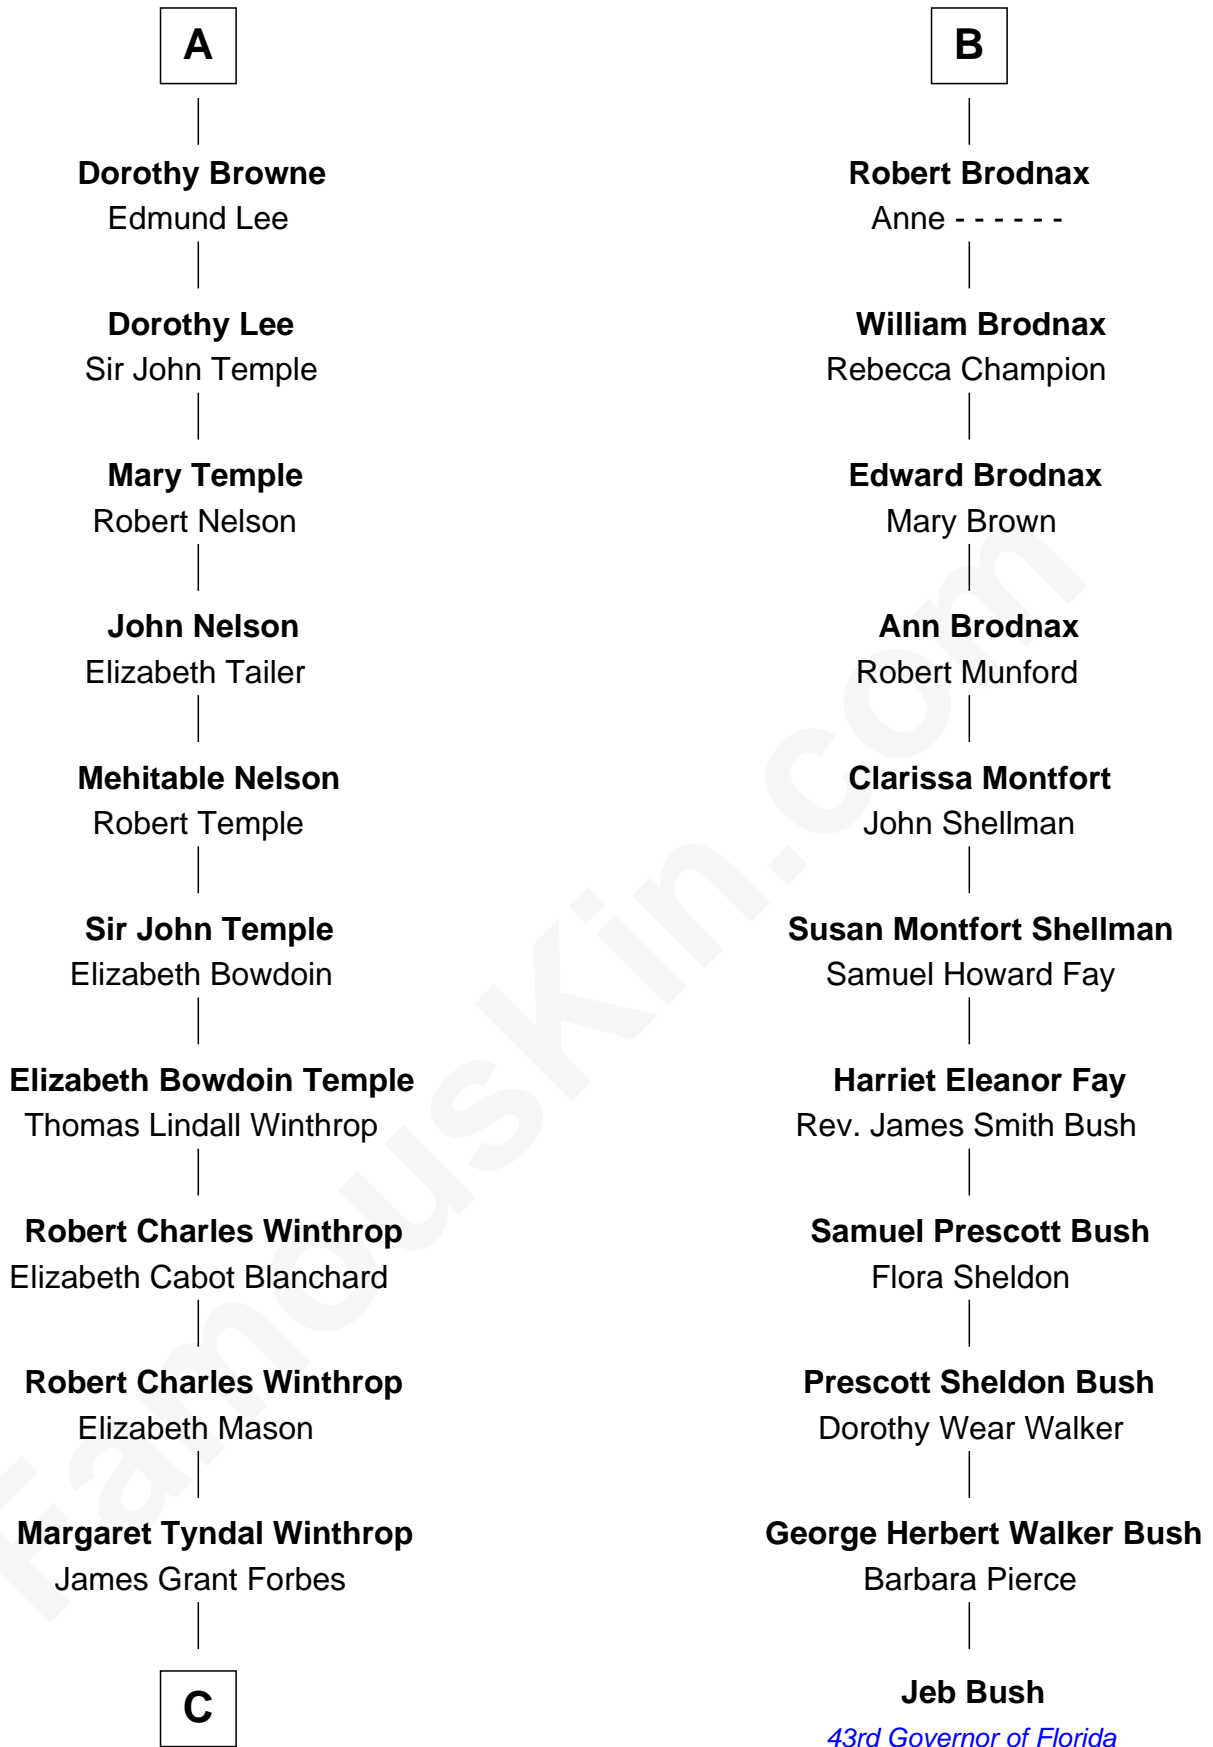 A
Dorothy Browne
Edmund Lee
Dorothy Lee
Sir John Temple
Mary Temple
Robert Nelson
John Nelson
Elizabeth Tailer
Mehitable Nelson
Robert Temple
Sir John Temple
Elizabeth Bowdoin
Elizabeth Bowdoin Temple
Thomas Lindall Winthrop
Robert Charles Winthrop
Elizabeth Cabot Blanchard
Robert Charles Winthrop
Elizabeth Mason
Margaret Tyndal Winthrop
James Grant Forbes
C
B
Robert Brodnax
Anne - - - - - -
William Brodnax
Rebecca Champion
Edward Brodnax
Mary Brown
Ann Brodnax
Robert Munford
Clarissa Montfort
John Shellman
Susan Montfort Shellman
Samuel Howard Fay
Harriet Eleanor Fay
Rev. James Smith Bush
Samuel Prescott Bush
Flora Sheldon
Prescott Sheldon Bush
Dorothy Wear Walker
George Herbert Walker Bush
Barbara Pierce
Jeb Bush
43rd Governor of Florida
FamousKin.com